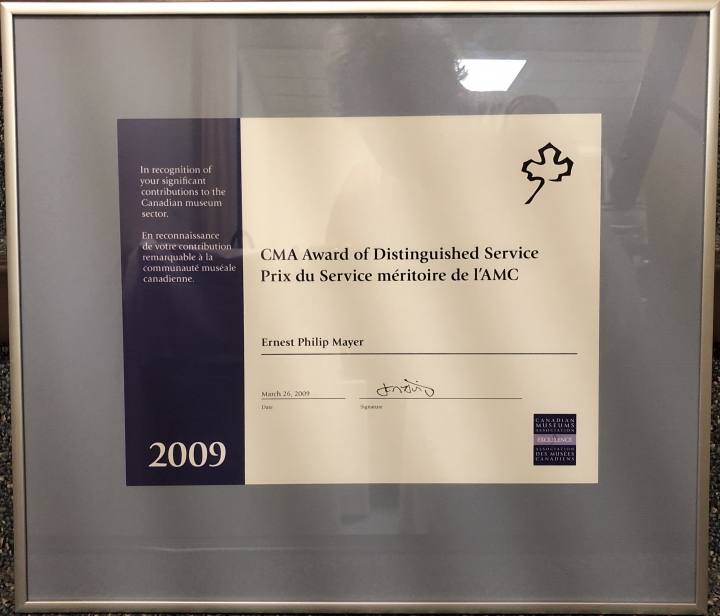 In recognition of
your significant
contributions to the
Canadian museum
sector.
En reconnaissance
de votre contribution
remarquable à la
communauté muséale
canadienne.
2009
CMA Award of Distinguished Service
Prix du Service méritoire de l'AMC
Ernest Philip Mayer
March 26, 2009
Date
Signature
CANADIAN
MUSEUMS
ASSOCIATION
EXCELLENCE
ASSOCIATION
DES MUSÉES
CANADIENS